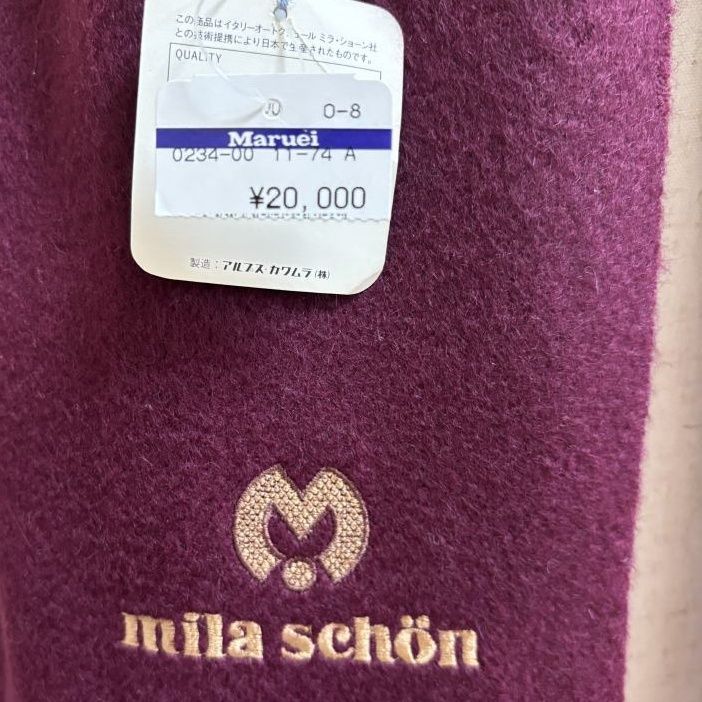 この商品はイタリーオートクチュール ミラ・ショーン社
との技術提携により日本で生産されたものです。
QUALITY
0-8
Maruei
0234-00 11-74 A
¥20,000
製造：アルプス・カワムラ(株)
mila schön